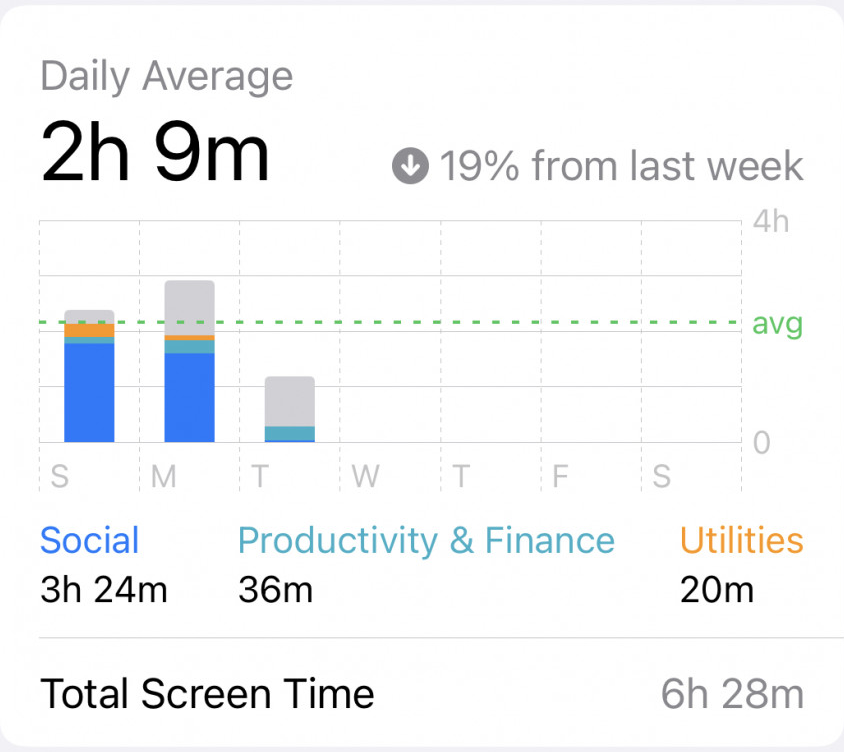 Daily Average
2h 9m
19% from last week
4h
avg
0
S M T W T F S
Social Productivity & Finance Utilities
3h 24m 36m 20m
Total Screen Time 6h 28m